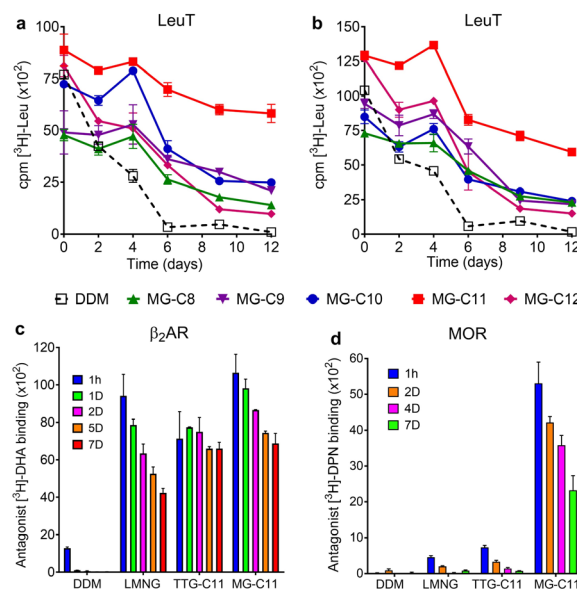 a
LeuT
cpm [³H]-Leu (x10²)
100
75
50
25
0
0 2 4 6 8 10 12
Time (days)
b
LeuT
cpm [³H]-Leu (x10²)
150
125
100
75
50
25
0
0 2 4 6 8 10 12
Time (days)
DDM MG-C8 MG-C9 MG-C10 MG-C11 MG-C12
c
β₂AR
Antagonist [³H]-DHA binding (x10²)
120
100
80
60
40
20
0
1h
1D
2D
5D
7D
DDM LMNG TTG-C11 MG-C11
d
MOR
Antagonist [³H]-DPN binding (x10²)
60
50
40
30
20
10
0
1h
2D
4D
7D
DDM LMNG TTG-C11 MG-C11